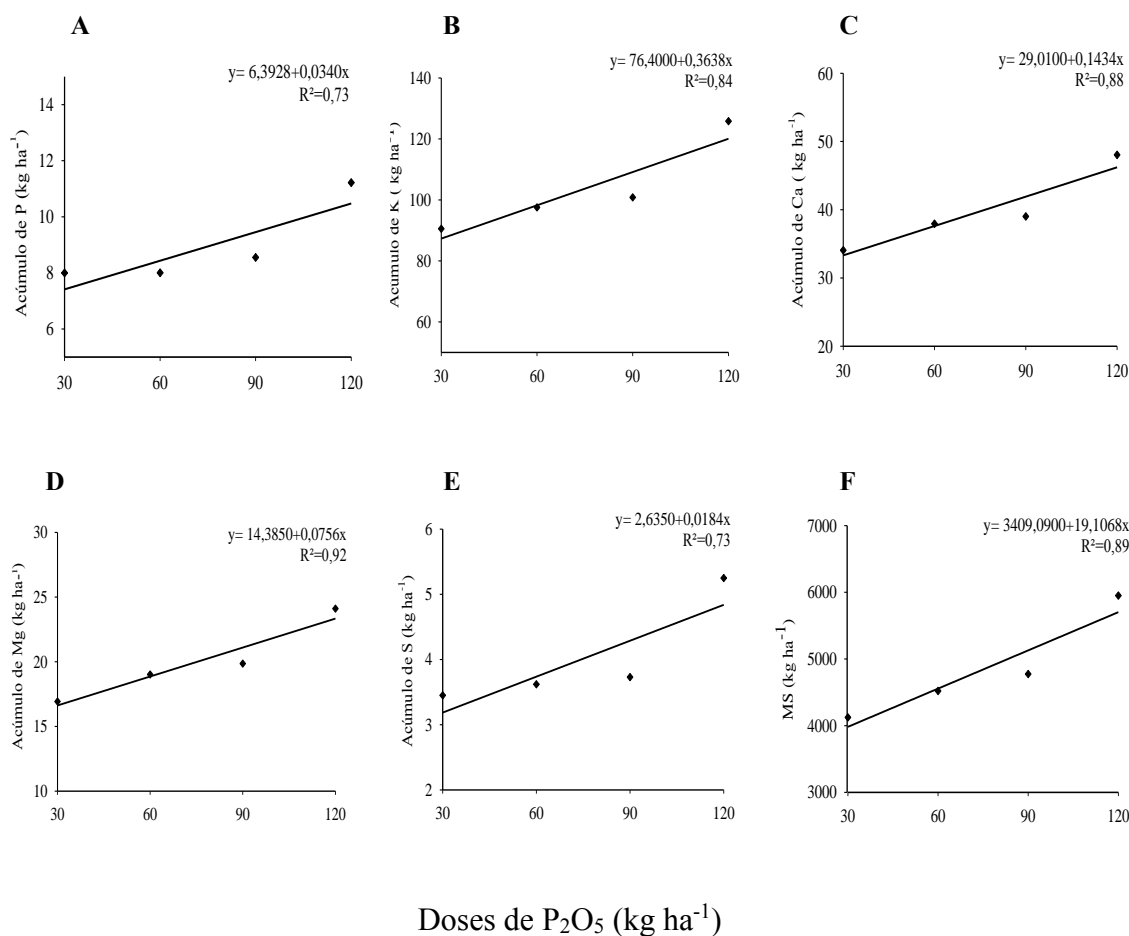 A
y= 6,3928+0,0340x
R²=0,73
Acúmulo de P (kg ha⁻¹)
14
12
10
8
6
30 60 90 120
B
y= 76,4000+0,3638x
R²=0,84
Acumulo de K ( kg ha⁻¹)
140
120
100
80
60
30 60 90 120
C
y= 29,0100+0,1434x
R²=0,88
Acúmulo de Ca ( kg ha⁻¹)
60
50
40
30
20
30 60 90 120
D
y= 14,3850+0,0756x
R²=0,92
Acúmulo de Mg (kg ha-¹)
30
25
20
15
10
30 60 90 120
E
y= 2,6350+0,0184x
R²=0,73
Acúmulo de S (kg ha⁻¹)
6
5
4
3
2
30 60 90 120
F
y= 3409,0900+19,1068x
R²=0,89
MS (kg ha⁻¹)
7000
6000
5000
4000
3000
30 60 90 120
Doses de P₂O₅ (kg ha⁻¹)